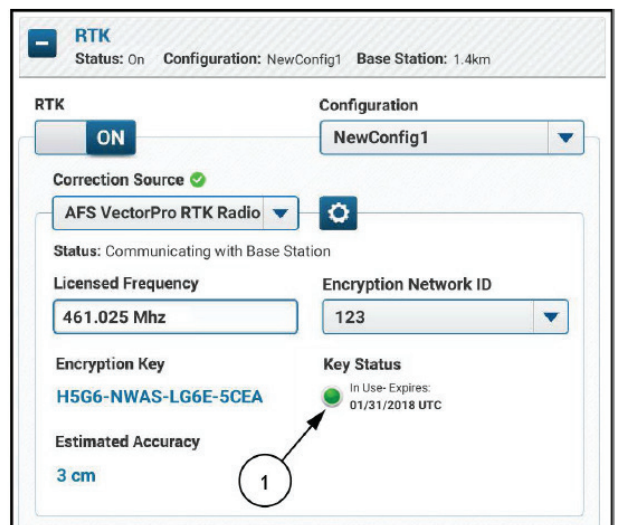 RTK
Status: On Configuration: NewConfig1 Base Station: 1.4km
RTK Configuration
ON NewConfig1
Correction Source
AFS VectorPro RTK Radio
Status: Communicating with Base Station
Licensed Frequency Encryption Network ID
461.025 Mhz 123
Encryption Key Key Status
H5G6-NWAS-LG6E-5CEA In Use- Expires:
01/31/2018 UTC
Estimated Accuracy
3 cm
1